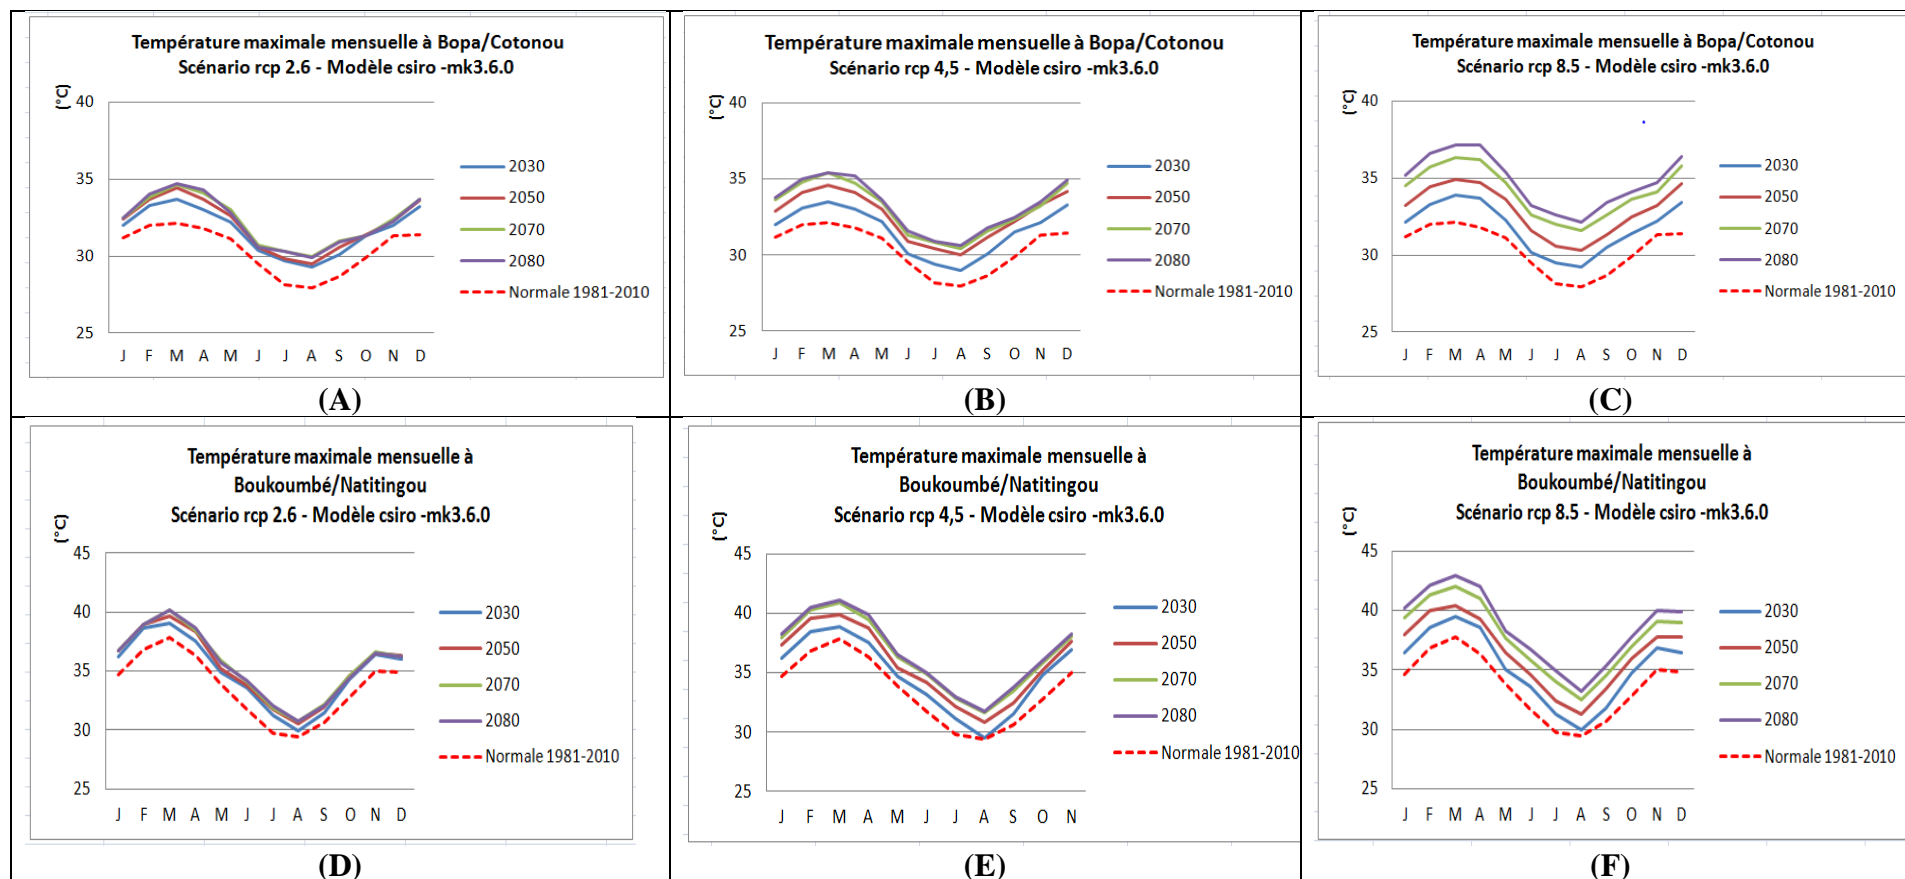 Température maximale mensuelle à Bopa/Cotonou
Scénario rcp 2.6 - Modèle csiro -mk3.6.0
(°C)
40
35
30
25
J F M A M J J A S O N D
2030
2050
2070
2080
Normale 1981-2010
(A)
Température maximale mensuelle à Bopa/Cotonou
Scénario rcp 4,5 - Modèle csiro -mk3.6.0
(°C)
40
35
30
25
J F M A M J J A S O N D
2030
2050
2070
2080
Normale 1981-2010
(B)
Température maximale mensuelle à Bopa/Cotonou
Scénario rcp 8.5 - Modèle csiro -mk3.6.0
(°C)
40
35
30
25
J F M A M J J A S O N D
2030
2050
2070
2080
Normale 1981-2010
(C)
Température maximale mensuelle à
Boukoumbé/Natitingou
Scénario rcp 2.6 - Modèle csiro -mk3.6.0
(°C)
45
40
35
30
25
J F M A M J J A S O N D
2030
2050
2070
2080
Normale 1981-2010
(D)
Température maximale mensuelle à
Boukoumbé/Natitingou
Scénario rcp 4,5 - Modèle csiro -mk3.6.0
(°C)
45
40
35
30
25
J F M A M J J A S O N
2030
2050
2070
2080
Normale 1981-2010
(E)
Température maximale mensuelle à
Boukoumbé/Natitingou
Scénario rcp 8.5 - Modèle csiro -mk3.6.0
(°C)
45
40
35
30
25
J F M A M J J A S O N D
2030
2050
2070
2080
Normale 1981-2010
(F)